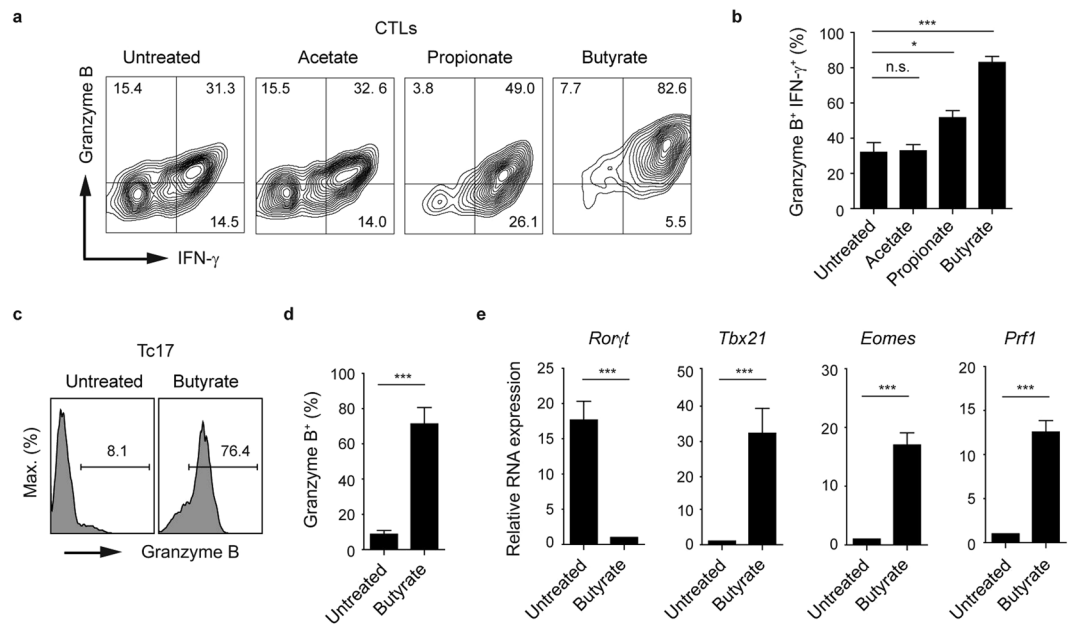 a
CTLs
Untreated
Acetate
Propionate
Butyrate
Granzyme B
15.4
31.3
14.5
15.5
32. 6
14.0
3.8
49.0
26.1
7.7
82.6
5.5
IFN-γ
b
Granzyme B⁺ IFN-γ⁺ (%)
100
80
60
40
20
0
***
*
n.s.
Untreated
Acetate
Propionate
Butyrate
c
Tc17
Untreated
Butyrate
Max. (%)
8.1
76.4
Granzyme B
d
Granzyme B⁺ (%)
100
80
60
40
20
0
***
Untreated
Butyrate
e
Relative RNA expression
Rorγt
25
20
15
10
5
0
***
Untreated
Butyrate
Tbx21
50
40
30
20
10
0
***
Untreated
Butyrate
Eomes
30
20
10
0
***
Untreated
Butyrate
Prf1
20
15
10
5
0
***
Untreated
Butyrate